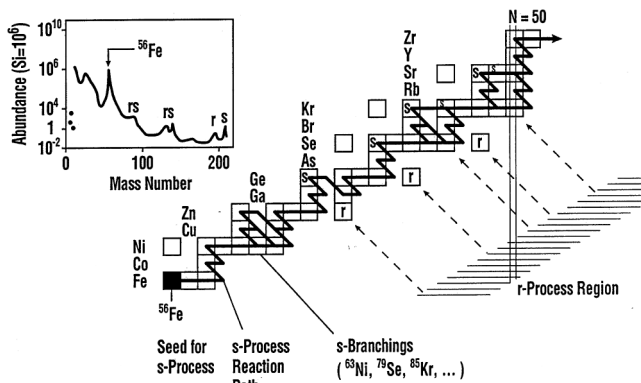 N = 50
Abundance (Si=10⁶)
10¹⁰
10⁶
10⁴
1
10⁻²
⁵⁶Fe
rs
rs
r s
0
100
200
Mass Number
Zr
Y
Sr
Rb
Kr
Br
Se
As
Ge
Ga
Zn
Cu
Ni
Co
Fe
s
s
s
s
s
r
r
r
r-Process Region
⁵⁶Fe
Seed for
s-Process
s-Process
Reaction
s-Branchings
(⁶³Ni, ⁷⁹Se, ⁸⁵Kr, ...)